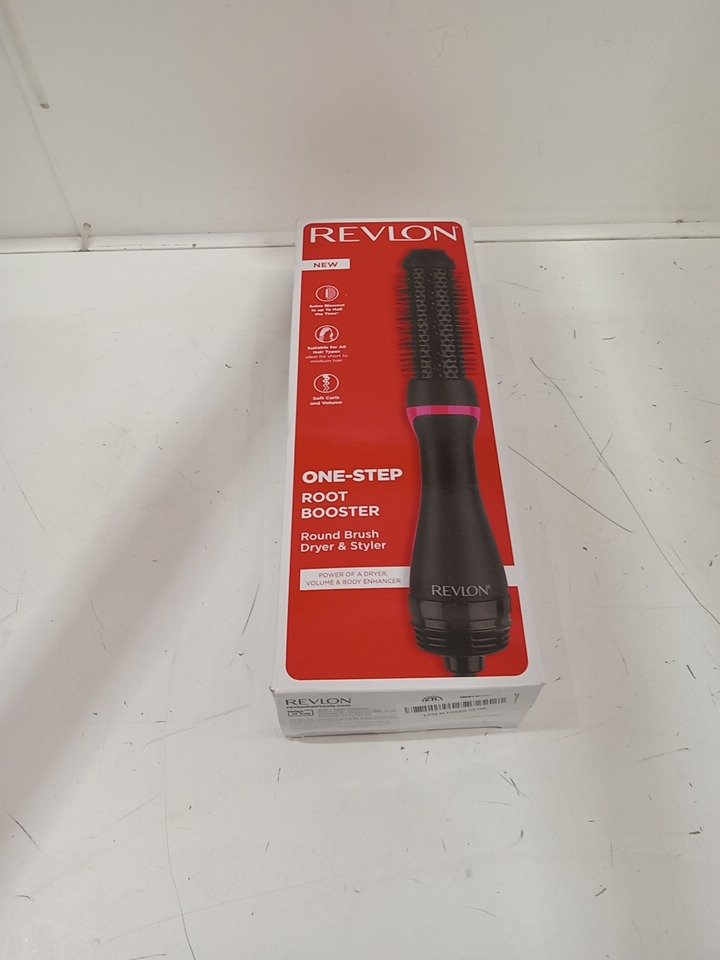 REVLON®
NEW
Salon Blowout
in up To Half
the Time*
Suitable for All
Hair Types
Ideal for short to
medium hair
Soft Curls
and Volume
ONE-STEP
ROOT
BOOSTER
Round Brush
Dryer & Styler
POWER OF A DRYER,
VOLUME & BODY ENHANCER
REVLON®
REVLON
revlonhairtools.com